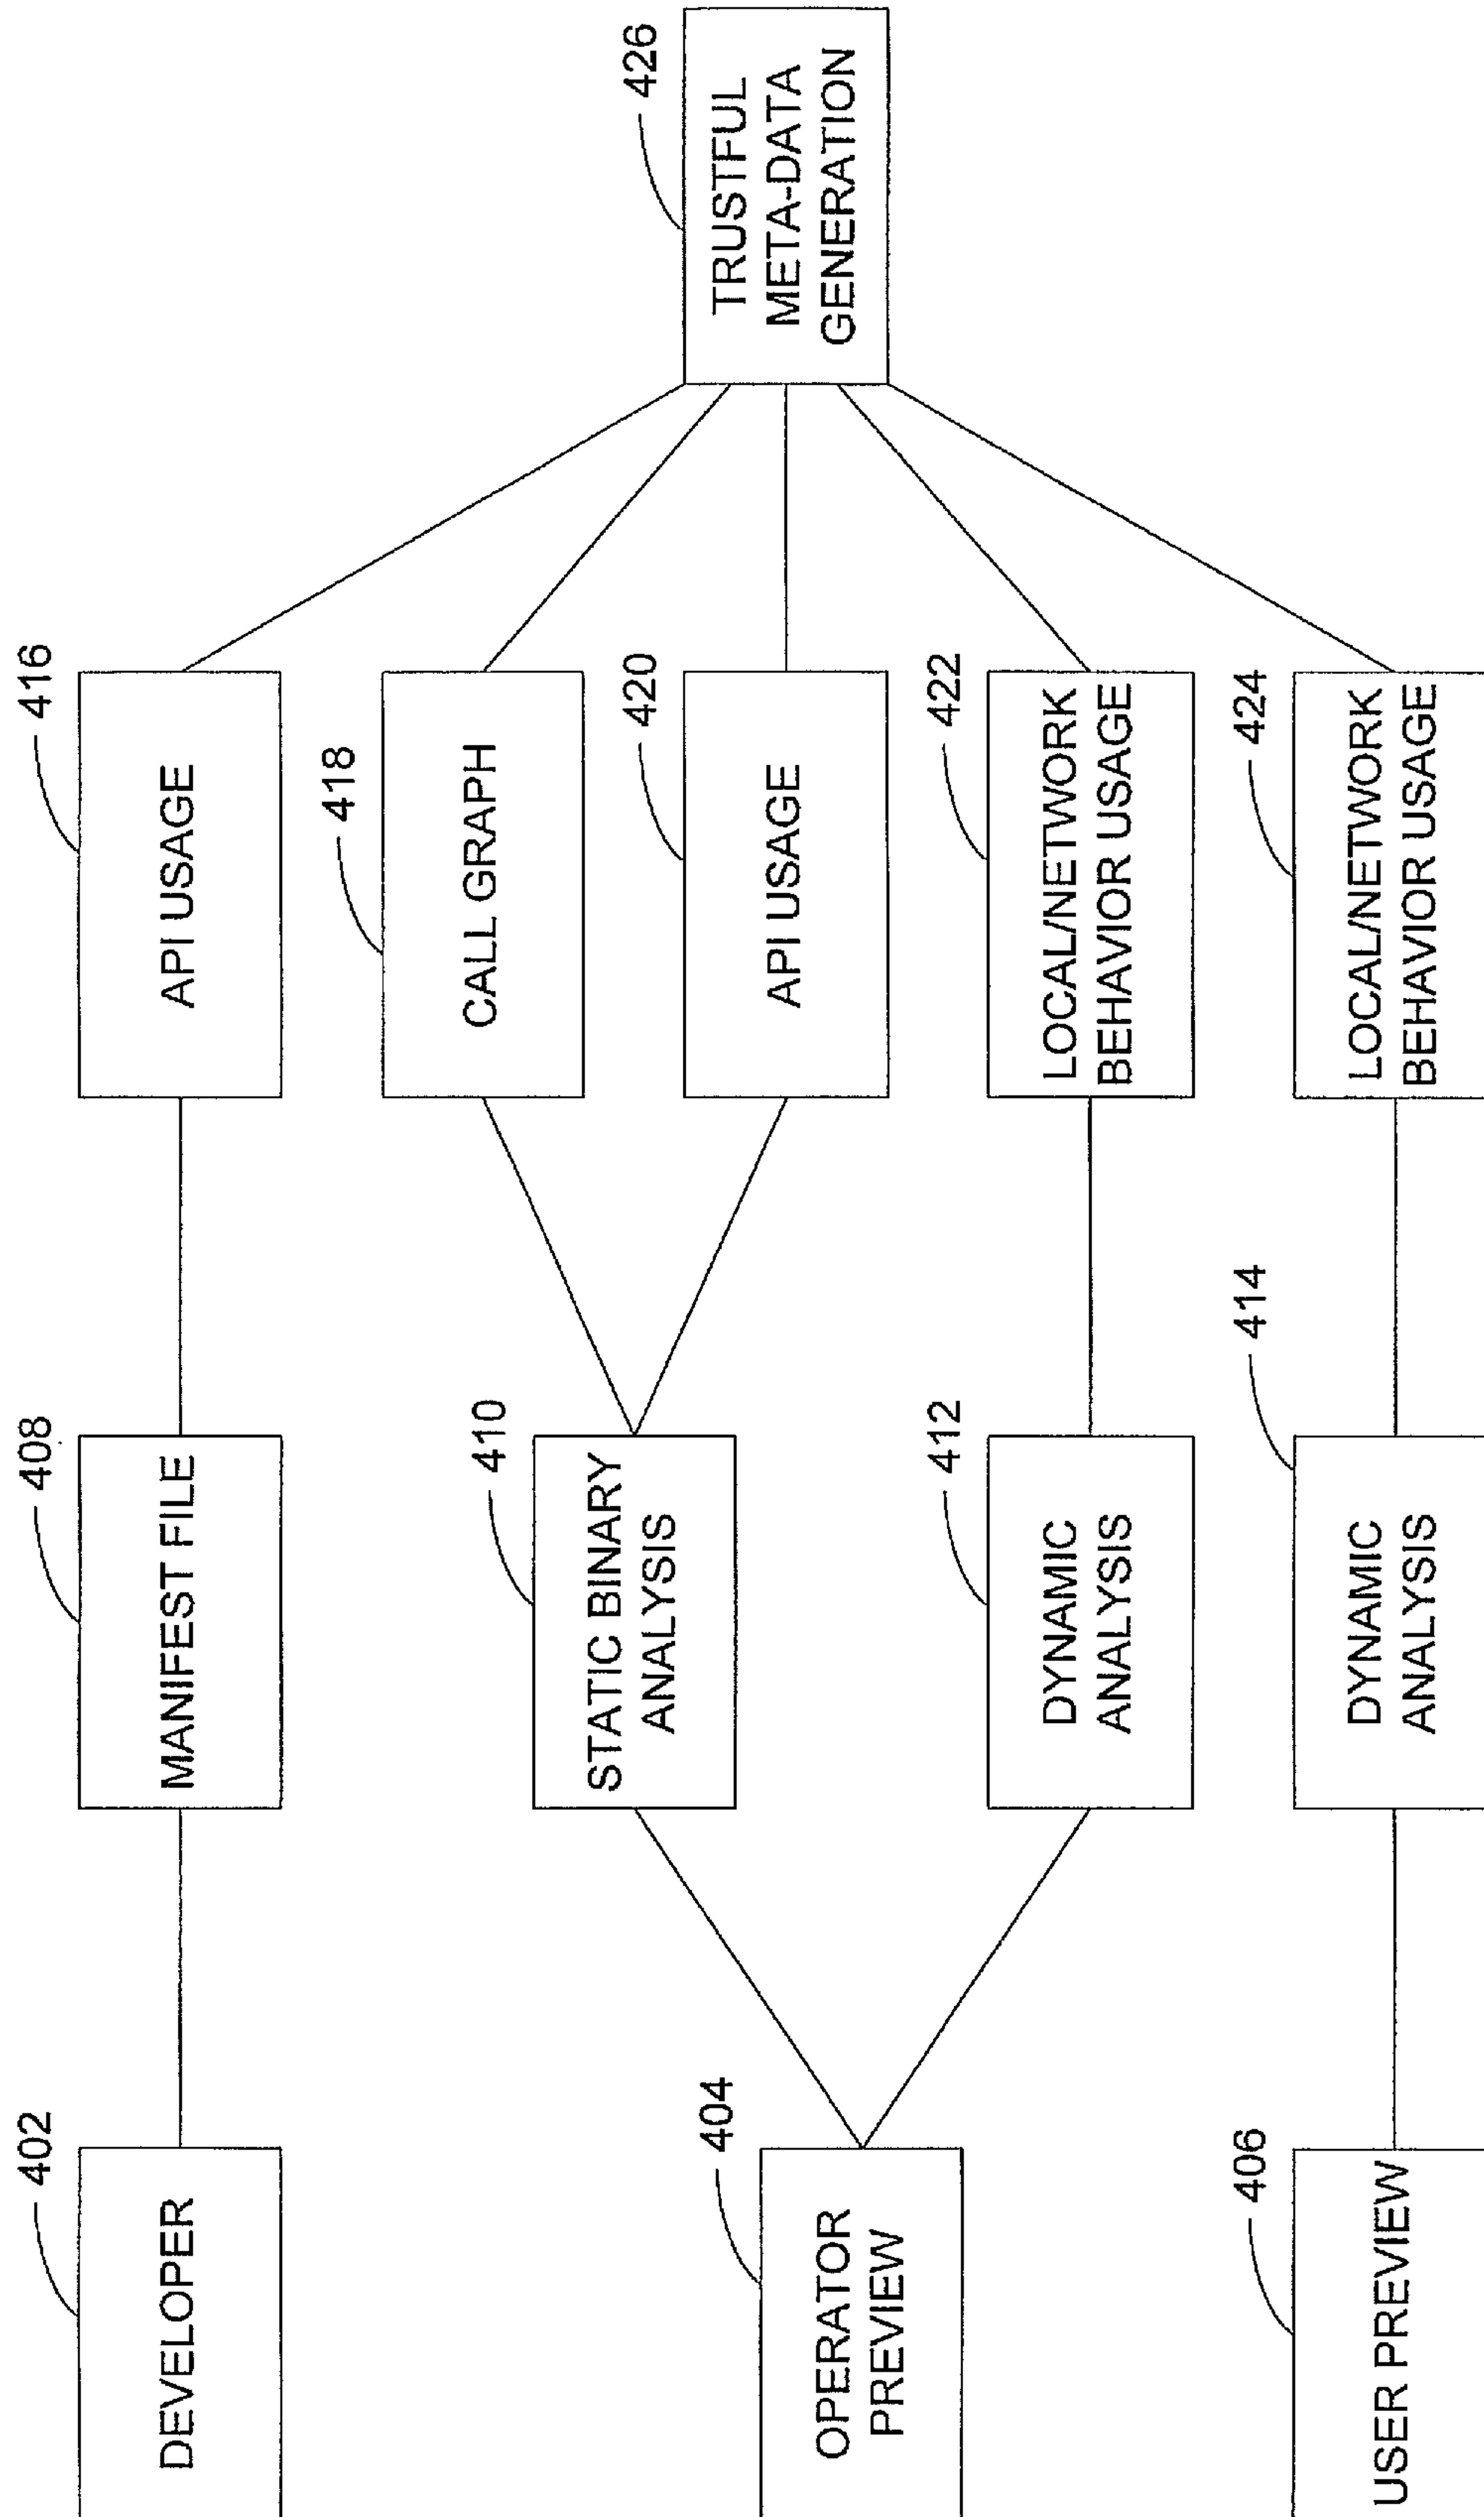 402
DEVELOPER
404
OPERATOR
PREVIEW
406
USER PREVIEW
408
MANIFEST FILE
410
STATIC BINARY
ANALYSIS
412
DYNAMIC
ANALYSIS
414
DYNAMIC
ANALYSIS
416
API USAGE
418
CALL GRAPH
420
API USAGE
422
LOCAL/NETWORK
BEHAVIOR USAGE
424
LOCAL/NETWORK
BEHAVIOR USAGE
426
TRUSTFUL
META-DATA
GENERATION